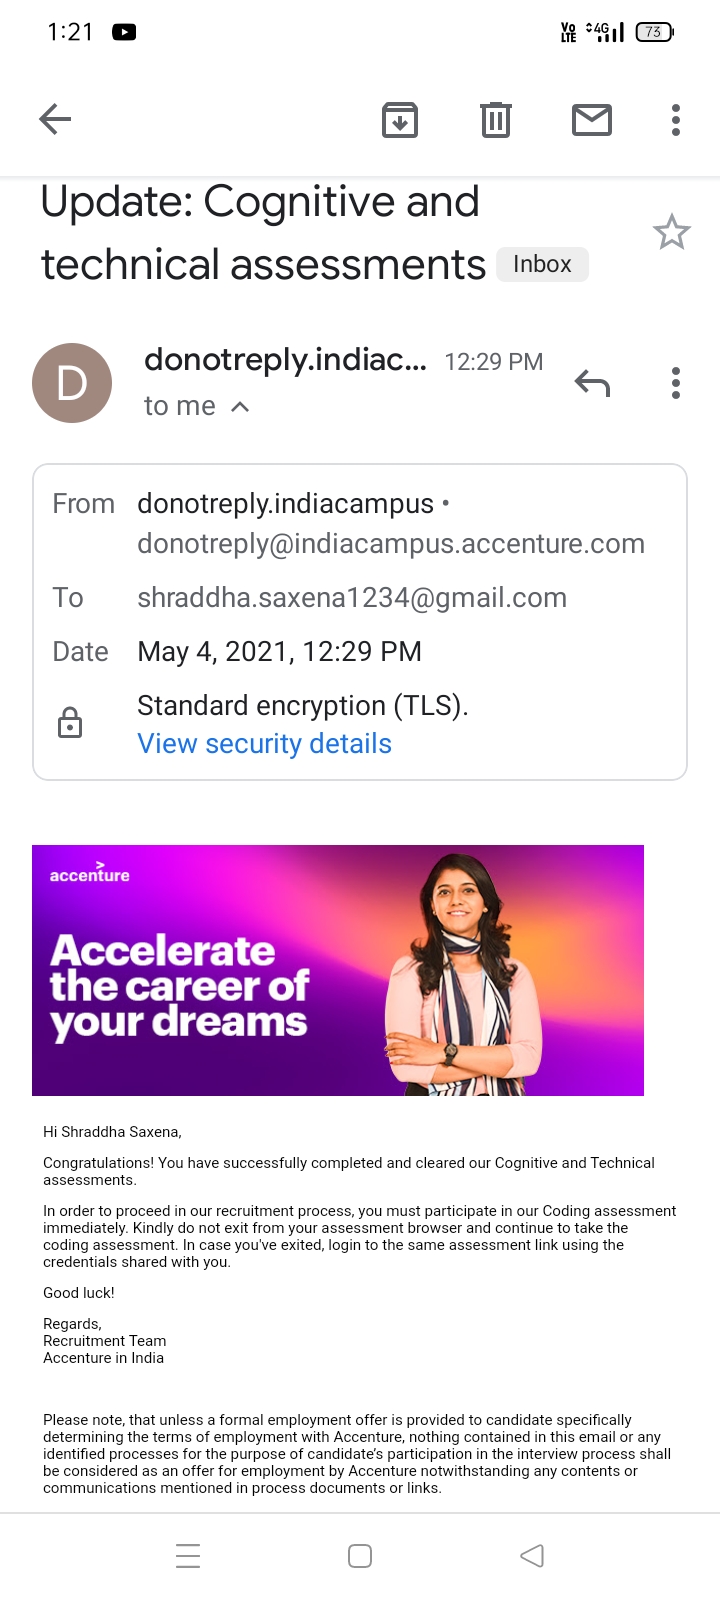 1:21 Vo LTE 4G 73
Update: Cognitive and
technical assessments Inbox
D donotreply.indiac... 12:29 PM
to me
From donotreply.indiacampus •
donotreply@indiacampus.accenture.com
To shraddha.saxena1234@gmail.com
Date May 4, 2021, 12:29 PM
Standard encryption (TLS).
View security details
accenture
Accelerate
the career of
your dreams
Hi Shraddha Saxena,
Congratulations! You have successfully completed and cleared our Cognitive and Technical
assessments.
In order to proceed in our recruitment process, you must participate in our Coding assessment
immediately. Kindly do not exit from your assessment browser and continue to take the
coding assessment. In case you've exited, login to the same assessment link using the
credentials shared with you.
Good luck!
Regards,
Recruitment Team
Accenture in India
Please note, that unless a formal employment offer is provided to candidate specifically
determining the terms of employment with Accenture, nothing contained in this email or any
identified processes for the purpose of candidate’s participation in the interview process shall
be considered as an offer for employment by Accenture notwithstanding any contents or
communications mentioned in process documents or links.